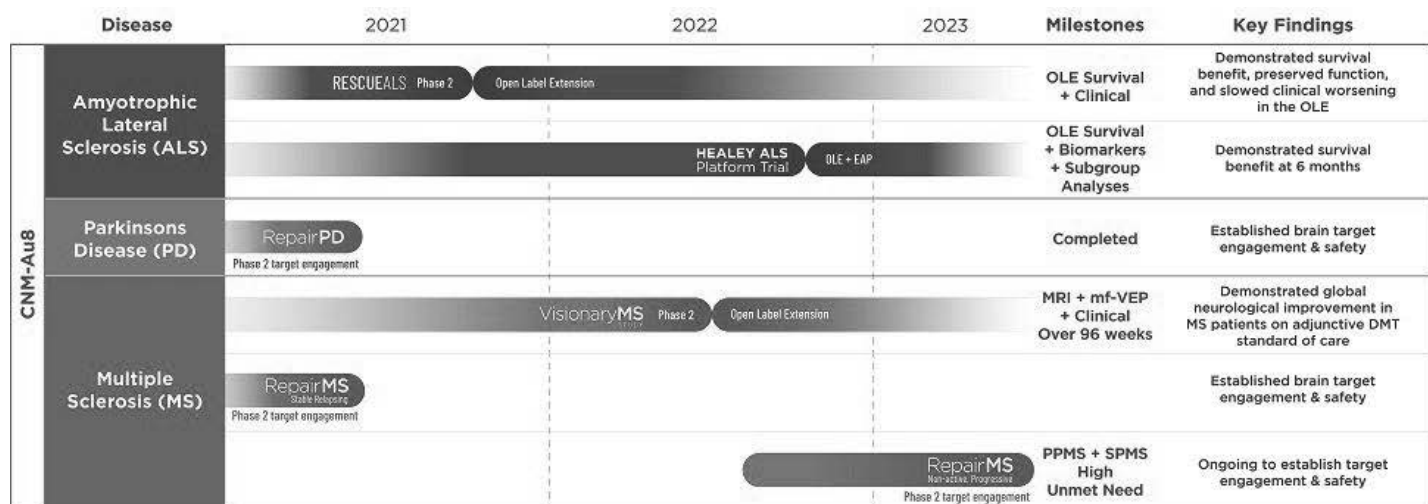 Disease 2021 2022 2023 Milestones Key Findings
CNM-Au8
Amyotrophic
Lateral
Sclerosis (ALS)
RESCUEALS Phase 2
Open Label Extension
OLE Survival
+ Clinical
Demonstrated survival
benefit, preserved function,
and slowed clinical worsening
in the OLE
HEALEY ALS
Platform Trial
OLE + EAP
OLE Survival
+ Biomarkers
+ Subgroup
Analyses
Demonstrated survival
benefit at 6 months
Parkinsons
Disease (PD)
RepairPD
Phase 2 target engagement
Completed
Established brain target
engagement & safety
Multiple
Sclerosis (MS)
VisionaryMS Phase 2
STUDY
Open Label Extension
MRI + mf-VEP
+ Clinical
Over 96 weeks
Demonstrated global
neurological improvement in
MS patients on adjunctive DMT
standard of care
RepairMS
Stable Relapsing
Phase 2 target engagement
Established brain target
engagement & safety
RepairMS
Non-active, Progressive
Phase 2 target engagement
PPMS + SPMS
High
Unmet Need
Ongoing to establish target
engagement & safety